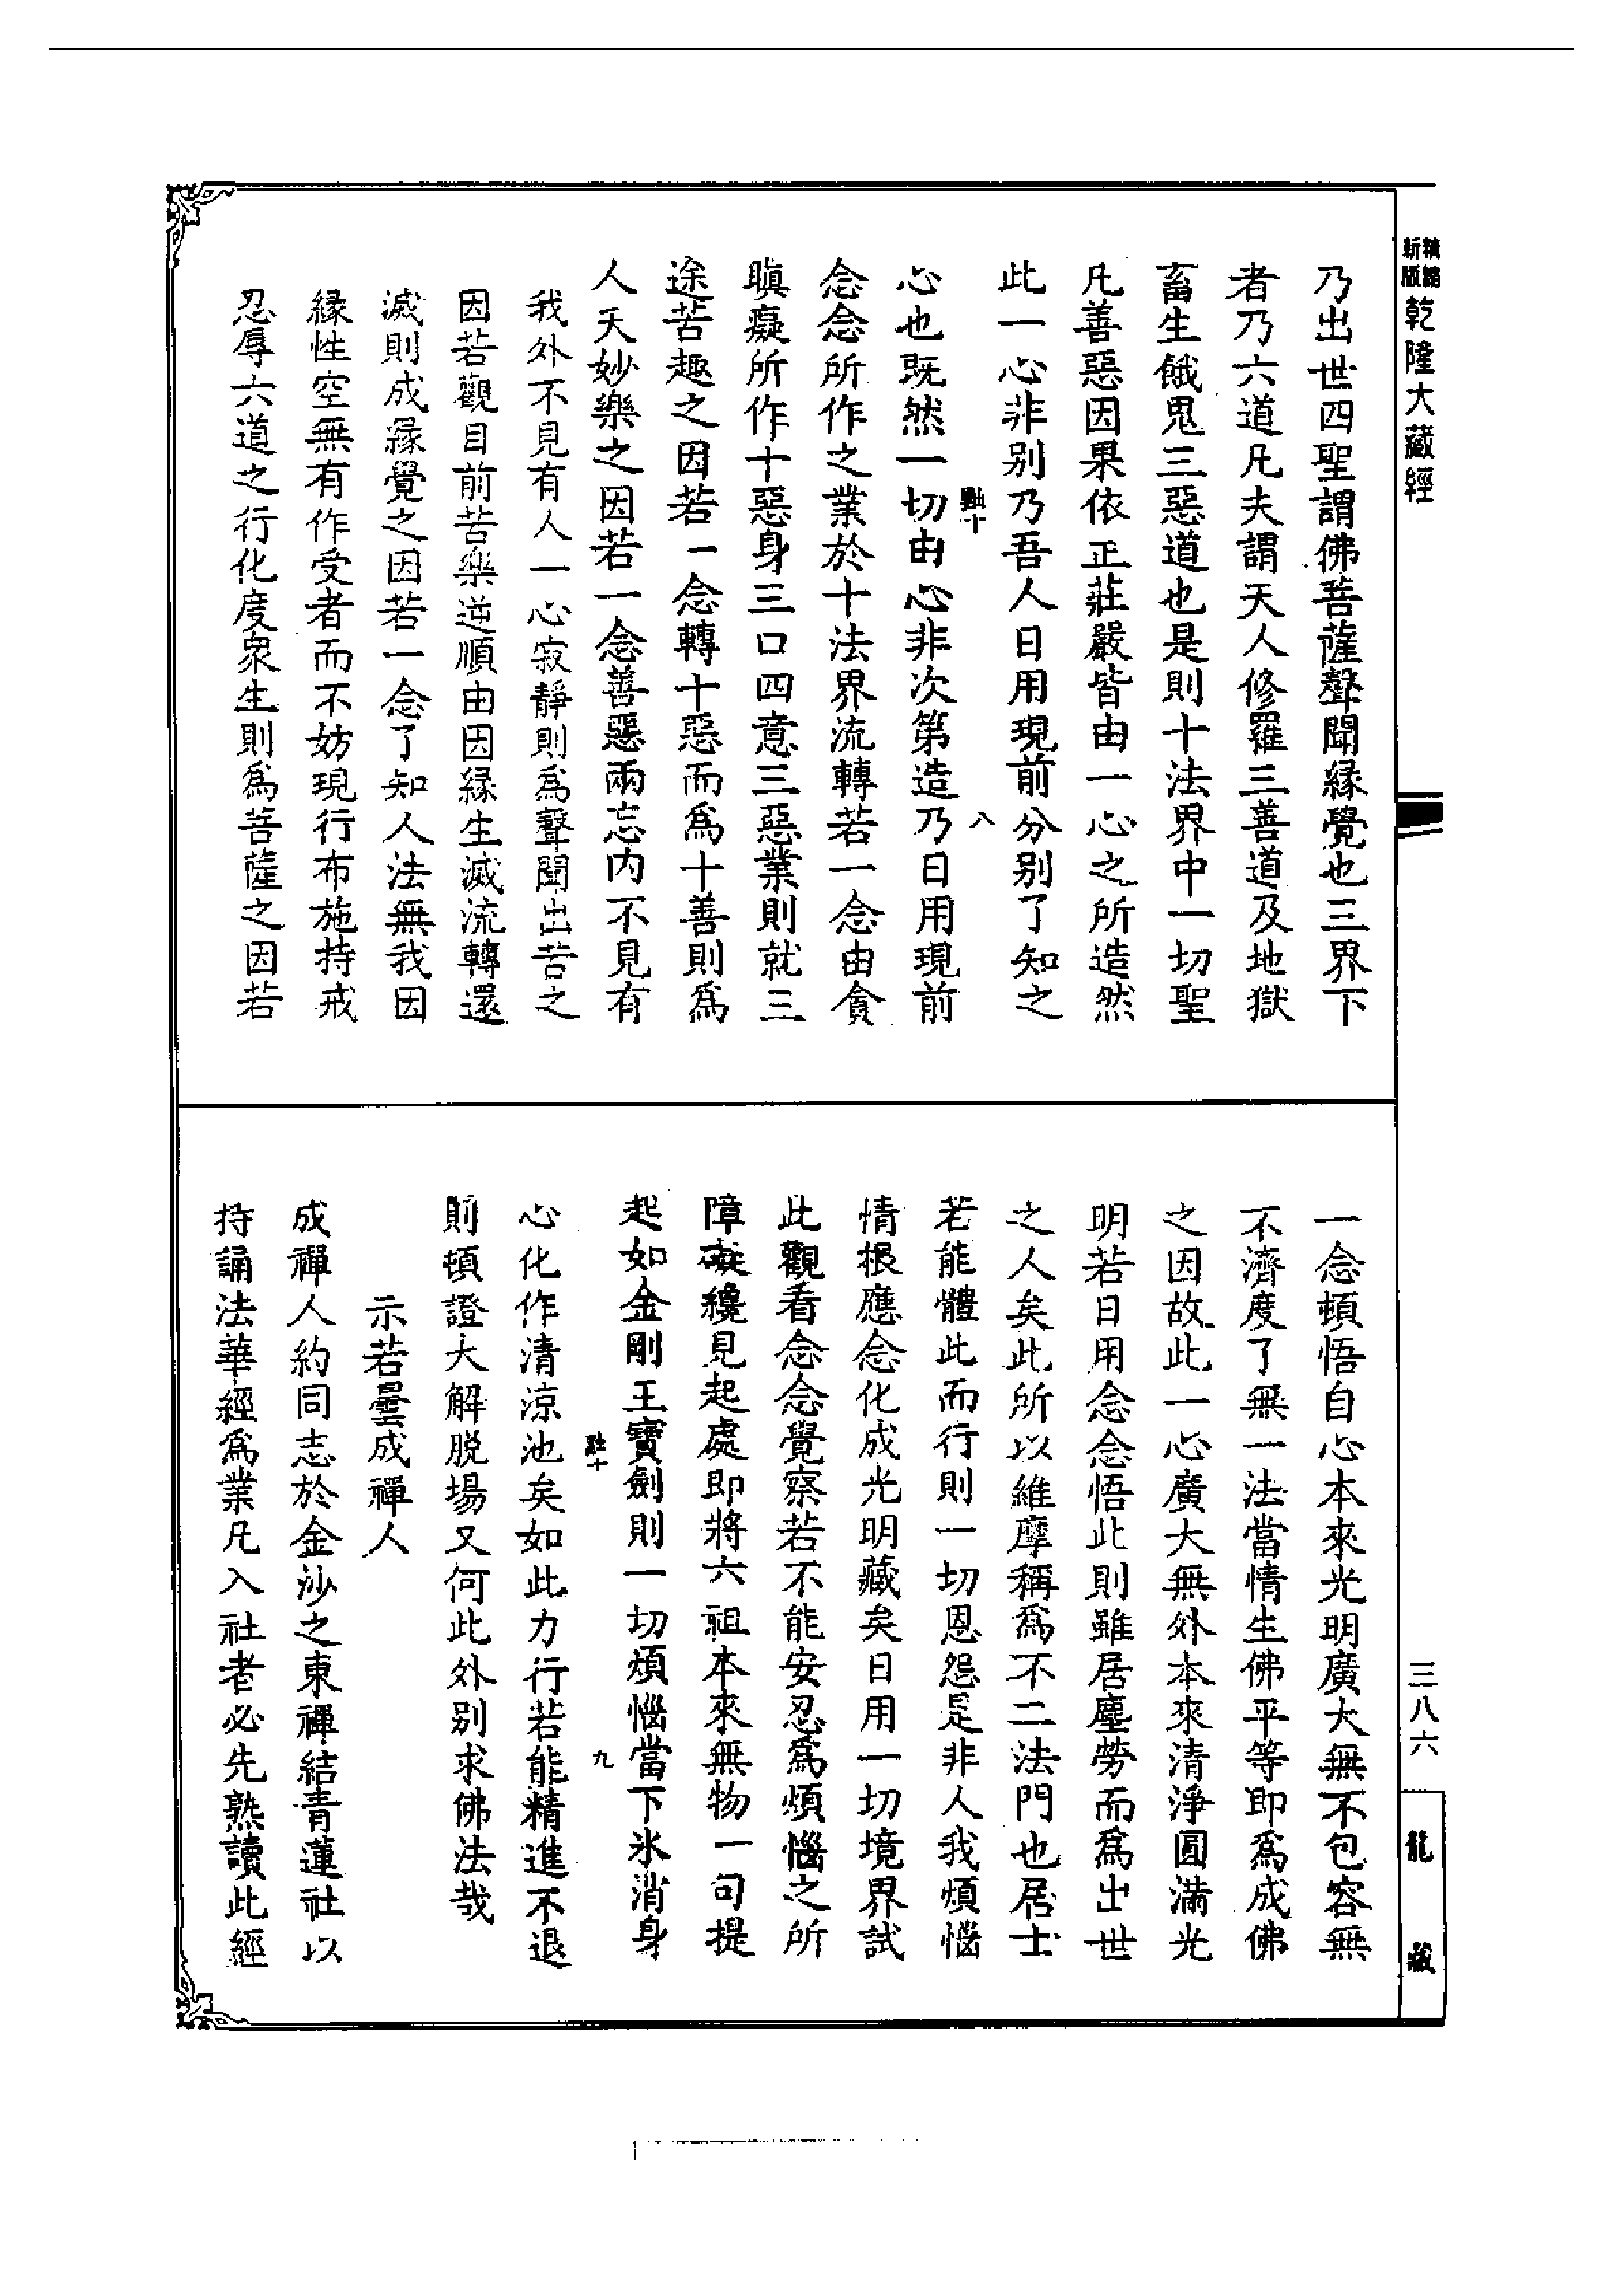 精縮新版乾隆大藏經
三八六
龍藏
乃出世四聖謂佛菩薩聲聞緣覺也三界下
者乃六道凡夫謂天人修羅三善道及地獄
畜生餓鬼三惡道也是則十法界中一切聖
凡善惡因果依正莊嚴皆由一心之所造然
此一心非别乃吾人日用現前分别了知之
心也既然一切由心非次第造乃日用現前
念念所作之業於十法界流轉若一念由貪
瞋癡所作十惡身三口四意三惡業則就三
途苦趣之因若一念轉十惡而為十善則為
人天妙樂之因若一念善惡兩忘内不見有
我外不見有人一心寂靜則為聲聞出苦之
因若觀目前苦樂逆順由因緣生滅流轉還
滅則成緣覺之因若一念了知人法無我因
緣性空無有作受者而不妨現行布施持戒
忍辱六道之行化度衆生則為菩薩之因若
一念頓悟自心本來光明廣大無不包容無
不濟度了無一法當情生佛平等即為成佛
之因故此一心廣大無外本來清淨圓滿光
明若日用念念悟此則雖居塵勞而為出世
之人矣此所以維摩稱為不二法門也居士
若能體此而行則一切恩怨是非人我煩惱
情根應念化成光明藏矣日用一切境界試
此觀看念念覺察若不能安忍為煩惱之所
障礙纔見起處即將六祖本來無物一句提
起如金剛王寶劍則一切煩惱當下氷消身
心化作清凉池矣如此力行若能精進不退
則頓證大解脱場又何此外别求佛法哉
示若曇成禪人
成禪人約同志於金沙之東禪結青蓮社以
持誦法華經為業凡入社者必先熟讀此經
八
九